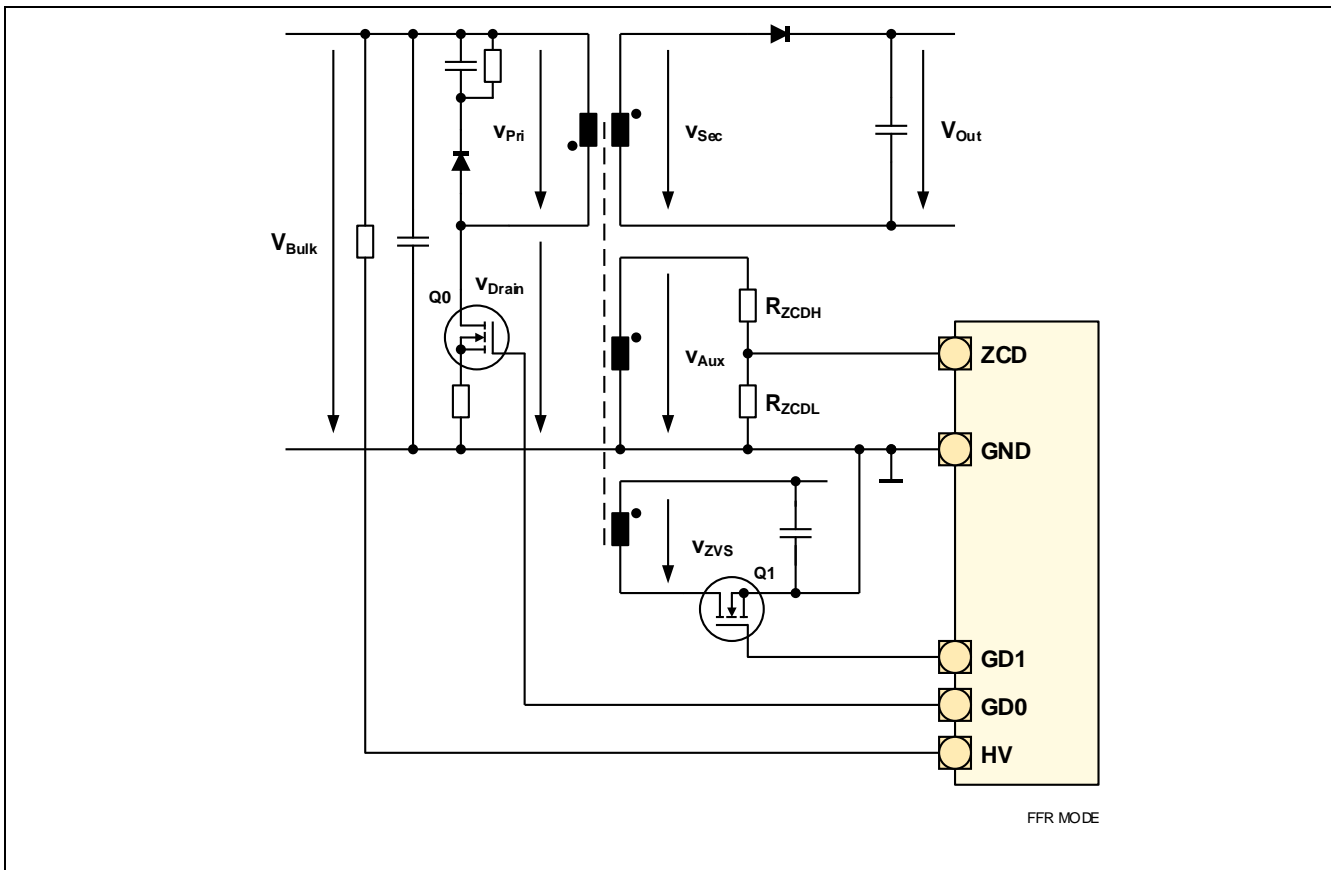 v_Pri
v_Sec
V_Out
V_Bulk
v_Drain
Q0
R_ZCDH
v_Aux
R_ZCDL
ZCD
GND
v_ZVS
Q1
GD1
GD0
HV
FFR MODE